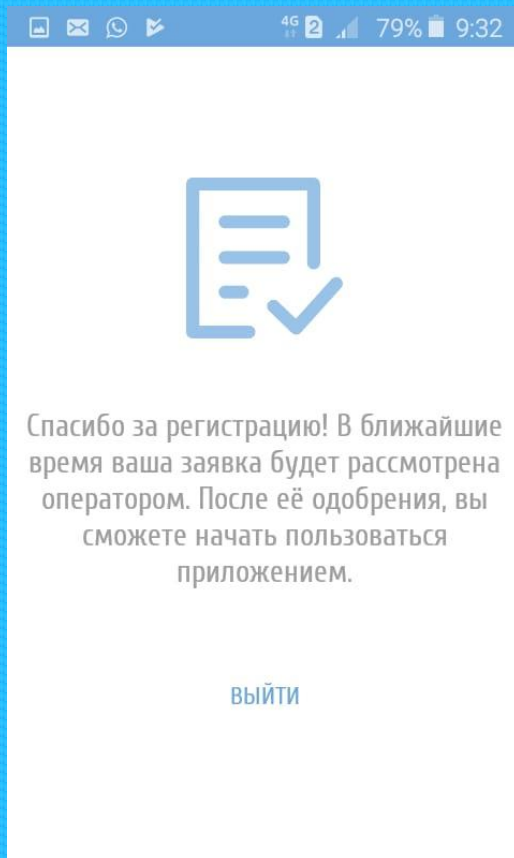 4G 2 79% 9:32
Спасибо за регистрацию! В ближайшие
время ваша заявка будет рассмотрена
оператором. После её одобрения, вы
сможете начать пользоваться
приложением.
ВЫЙТИ